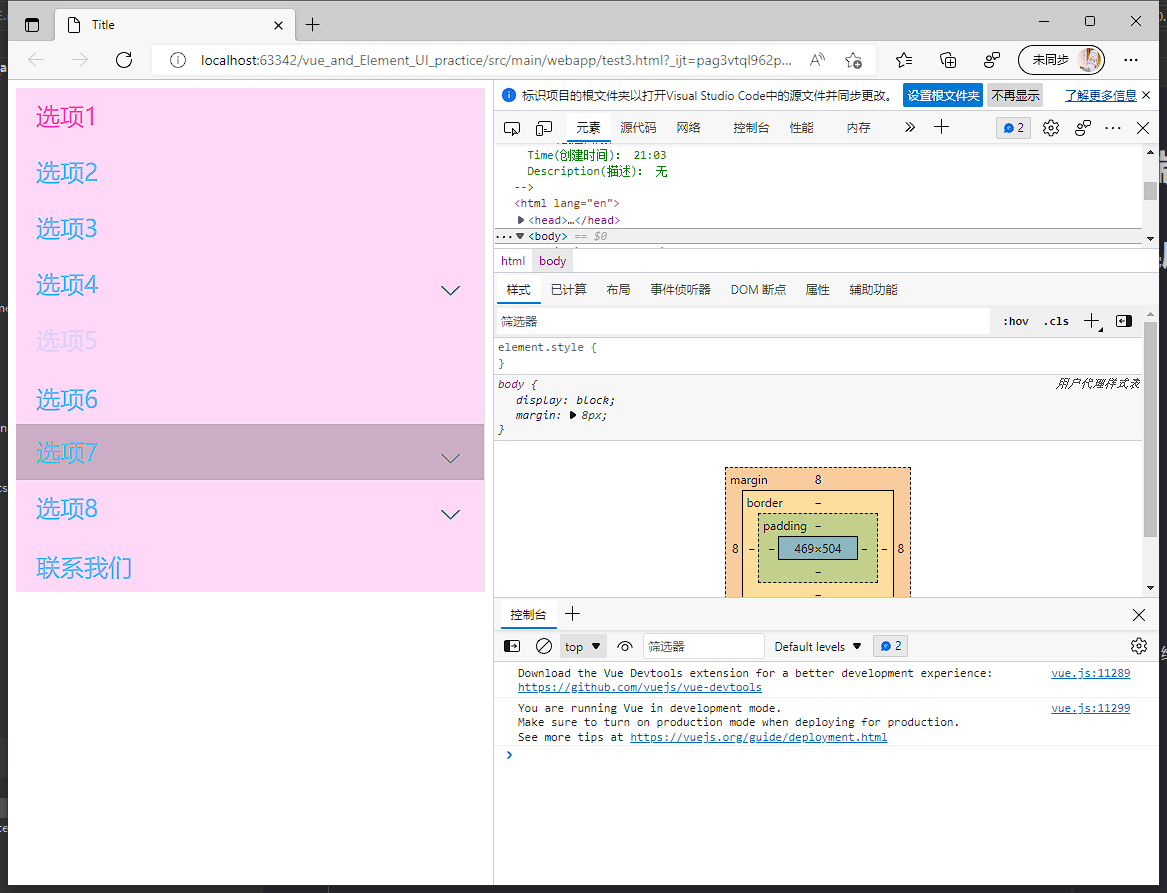 Title
localhost:63342/vue_and_Element_UI_practice/src/main/webapp/test3.html?_ijt=pag3vtql962p...
未同步
选项1
选项2
选项3
选项4
选项5
选项6
选项7
选项8
联系我们
标识项目的根文件夹以打开Visual Studio Code中的源文件并同步更改。 设置根文件夹 不再显示 了解更多信息
元素 源代码 网络 控制台 性能 内存 2
Time(创建时间): 21:03
Description(描述): 无
-->
<html lang="en">
<head>…</head>
<body> == $0
html body
样式 已计算 布局 事件侦听器 DOM 断点 属性 辅助功能
筛选器 :hov .cls
element.style {
}
body { 用户代理样式表
display: block;
margin: 8px;
}
margin 8
border –
padding –
8 – – 469×504 – – 8
–
–
控制台
top 筛选器 Default levels 2
Download the Vue Devtools extension for a better development experience: vue.js:11289
https://github.com/vuejs/vue-devtools
You are running Vue in development mode. vue.js:11299
Make sure to turn on production mode when deploying for production.
See more tips at https://vuejs.org/guide/deployment.html